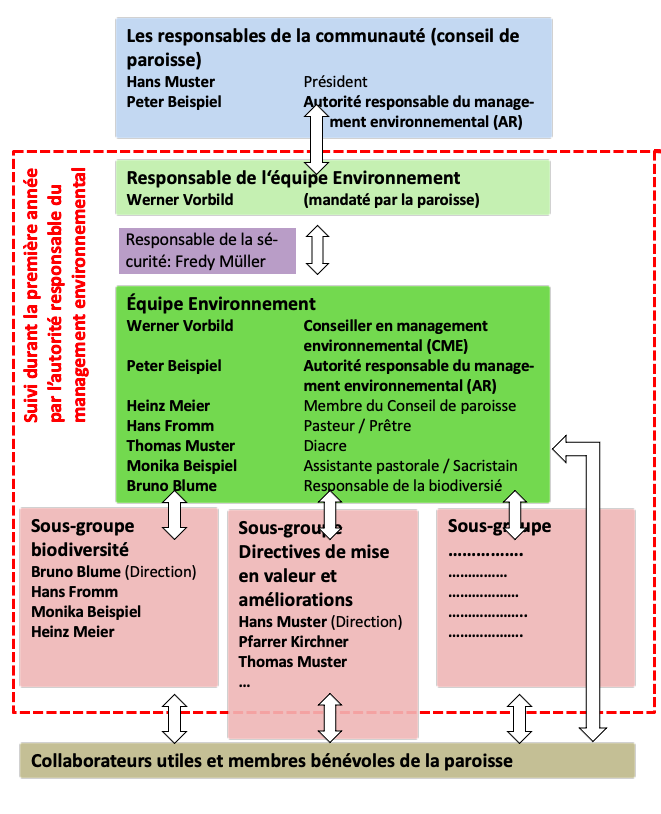 Les responsables de la communauté (conseil de
paroisse)
Hans Muster Président
Peter Beispiel Autorité responsable du manage-
ment environnemental (AR)
Suivi durant la première année
par l'autorité responsable du
management environnemental
Responsable de l‘équipe Environnement
Werner Vorbild (mandaté par la paroisse)
Responsable de la sé-
curité: Fredy Müller
Équipe Environnement
Werner Vorbild Conseiller en management
environnemental (CME)
Peter Beispiel Autorité responsable du manage-
ment environnemental (AR)
Heinz Meier Membre du Conseil de paroisse
Hans Fromm Pasteur / Prêtre
Thomas Muster Diacre
Monika Beispiel Assistante pastorale / Sacristain
Bruno Blume Responsable de la biodiversié
Sous-groupe
biodiversité
Bruno Blume (Direction)
Hans Fromm
Monika Beispiel
Heinz Meier
Sous-groupe
Directives de mise
en valeur et
améliorations
Hans Muster (Direction)
Pfarrer Kirchner
Thomas Muster
…
Sous-groupe
…………….
……………
……………….
………………..
……………….
Collaborateurs utiles et membres bénévoles de la paroisse